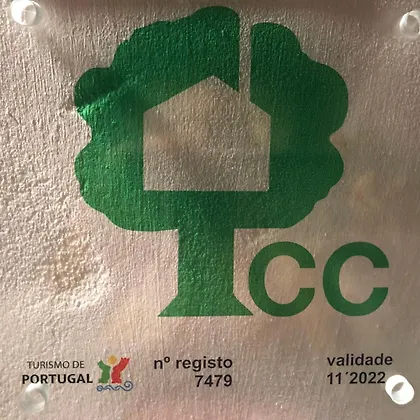 CC
TURISMO DE
PORTUGAL
nº registo
7479
validade
11´2022